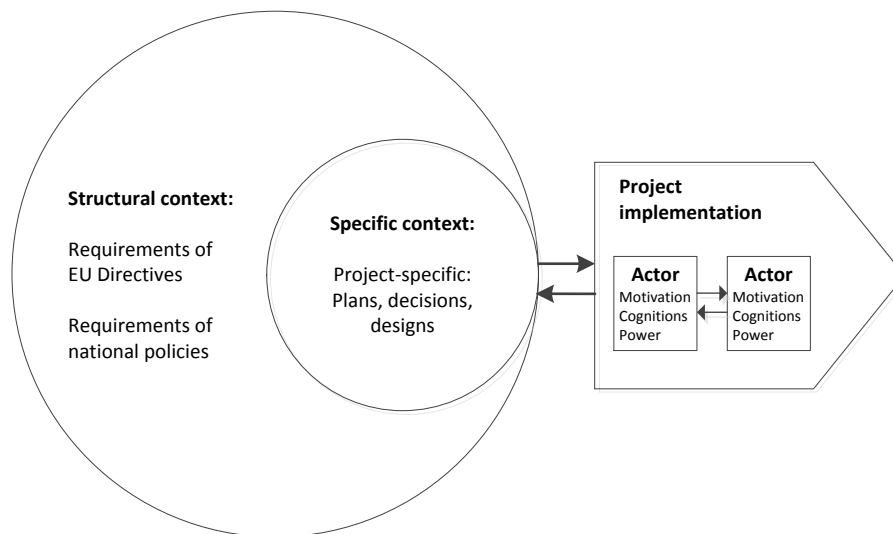 Structural context:
Requirements of
EU Directives
Requirements of
national policies
Specific context:
Project-specific:
Plans, decisions,
designs
Project
implementation
Actor
Motivation
Cognitions
Power
Actor
Motivation
Cognitions
Power